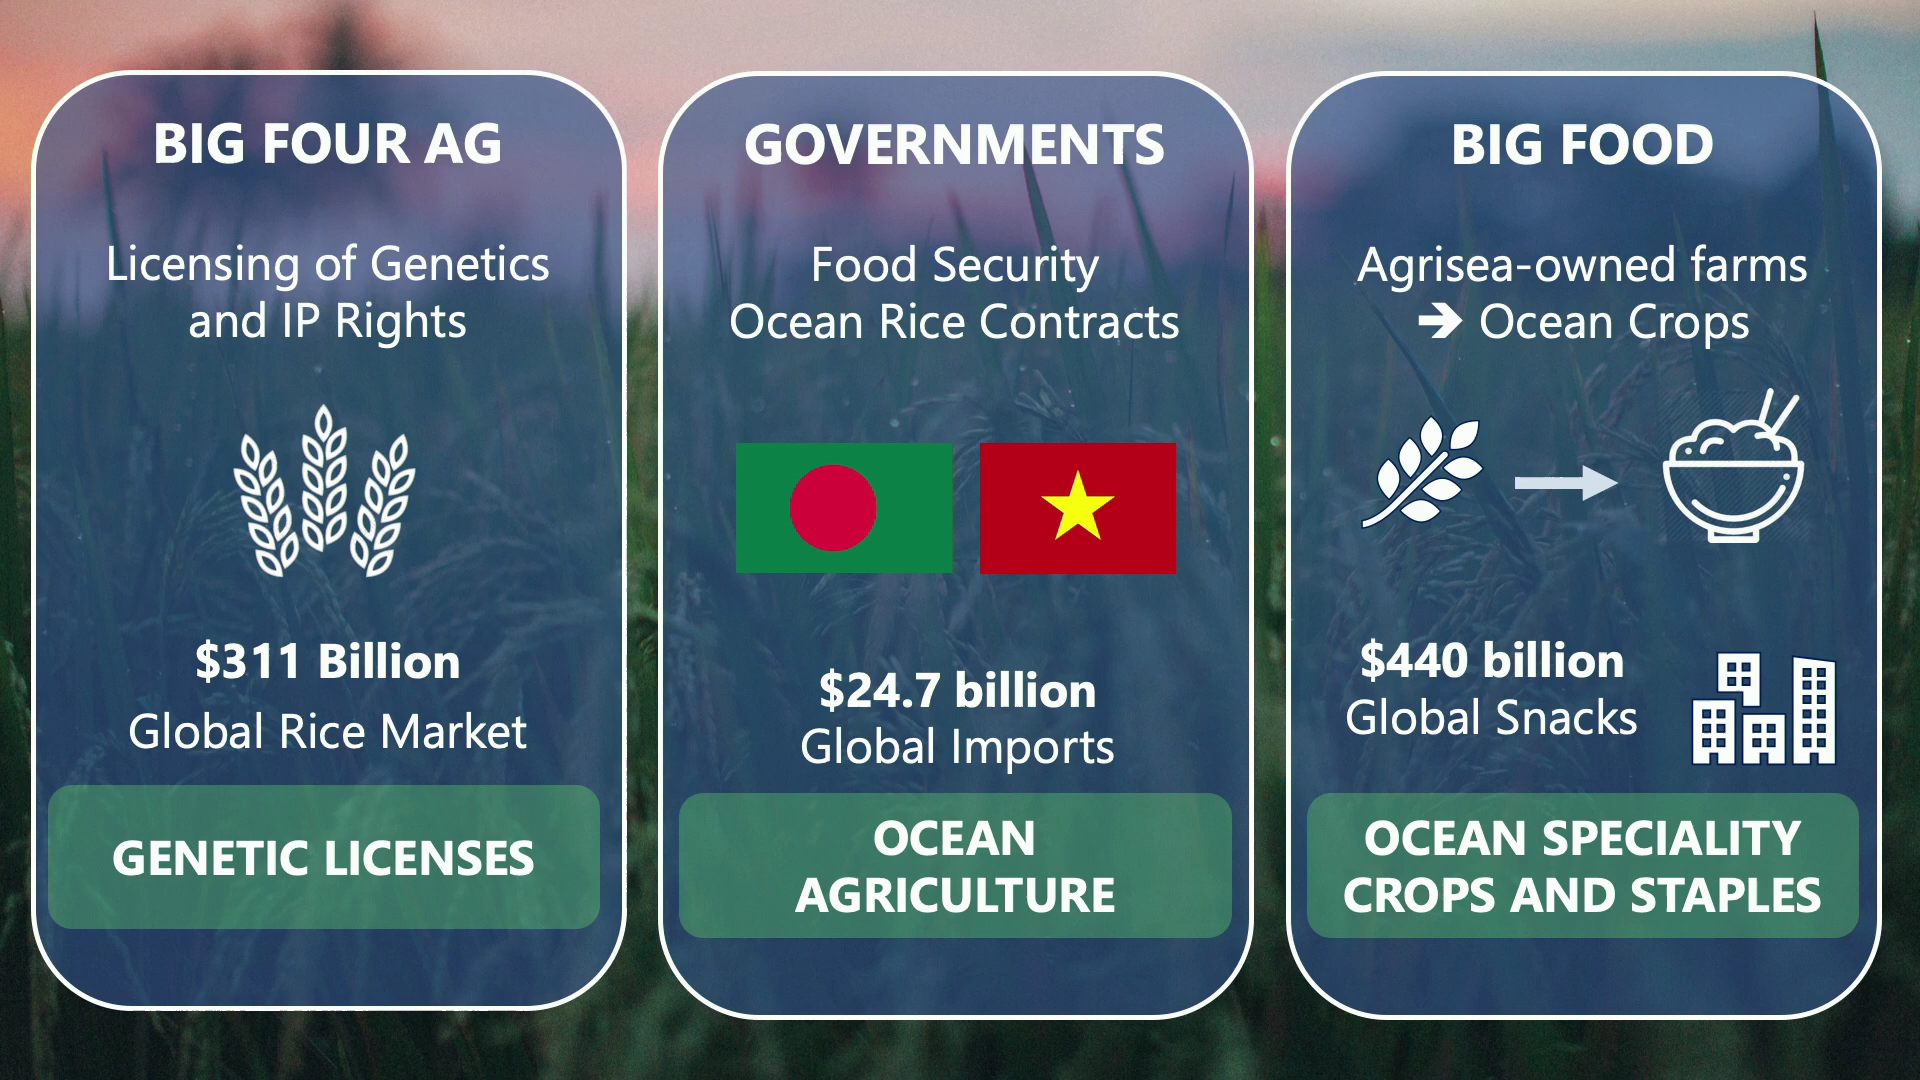 BIG FOUR AG
Licensing of Genetics
and IP Rights
$311 Billion
Global Rice Market
GENETIC LICENSES
GOVERNMENTS
Food Security
Ocean Rice Contracts
$24.7 billion
Global Imports
OCEAN
AGRICULTURE
BIG FOOD
Agrisea-owned farms
➔ Ocean Crops
$440 billion
Global Snacks
OCEAN SPECIALITY
CROPS AND STAPLES